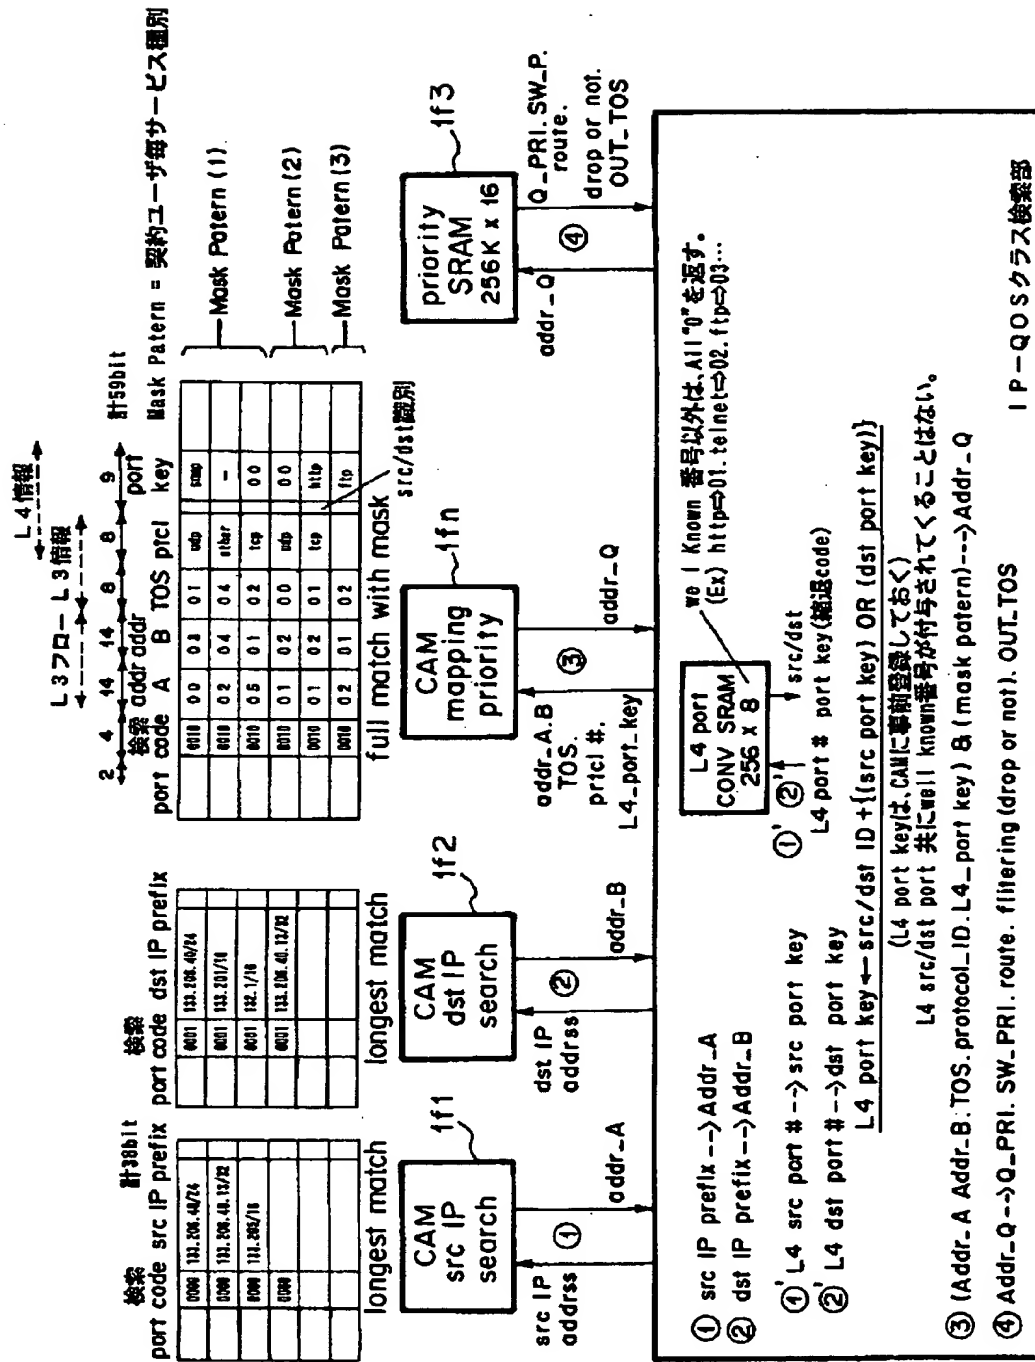 検索
計38bit
port code src IP prefix
0000 133.206.40/24
0000 133.206.40.13/32
0000 133.205/16
0000
longest match
CAM
src IP
search
1f1
src IP
addrss
①
addr_A
検索
port code dst IP prefix
0001 133.206.40/24
0001 133.201/16
0001 132.1/16
0001 133.206.40.13/32
longest match
CAM
dst IP
search
1f2
dst IP
addrss
②
addr_B
L4情報
L3フロー L3情報
2 4 14 14 8 8 9 計59bit
検索 addr addr port
port code A B TOS ptcl key
Mask Patern = 契約ユーザ毎サービス種別
0010 00 03 01 udp snmp
0010 02 04 04 other –
0010 05 01 02 tcp 00
0010 01 02 00 udp 00
0010 01 02 01 tcp http
0010 02 01 02 ftp
Mask Patern(1)
Mask Patern(2)
Mask Patern(3)
full match with mask
src/dst識別
CAM
mapping
priority
1fn
addr_A.B
TOS.
prtcl #.
L4_port_key
③
addr_Q
priority
SRAM
256K x 16
1f3
addr_Q
④
Q_PRI. SW_P.
route.
drop or not.
OUT_TOS
① src IP prefix-->Addr_A
② dst IP prefix-->Addr_B
①' L4 src port #-->src port key
②' L4 dst port #-->dst port key
L4 port
CONV SRAM
256 x 8
①' ②'
src/dst
L4 port # port key(縮退code)
well Known 番号以外は、All"0"を返す。
(Ex) http⇒01. telnet⇒02. ftp⇒03...
L4 port key←src/dst ID+{(src port key) OR (dst port key)}
(L4 port keyは、CAMに事前登録しておく)
L4 src/dst port 共にwell known番号が付与されてくることはない。
③ (Addr_A Addr_B. TOS. protocol_ID. L4_port key) & (mask patern)--->Addr_Q
④ Addr_Q->Q_PRI. SW_PRI. route. flitering (drop or not). OUT_TOS
IP-QOSクラス検索部